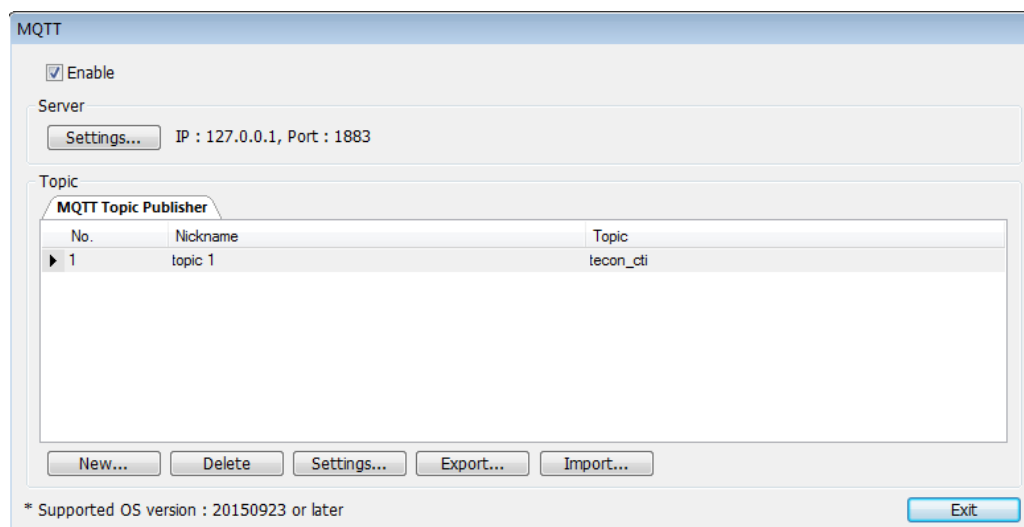 MQTT
Enable
Server
Settings... IP : 127.0.0.1, Port : 1883
Topic
MQTT Topic Publisher
No. Nickname Topic
1 topic 1 tecon_cti
New... Delete Settings... Export... Import...
* Supported OS version : 20150923 or later Exit